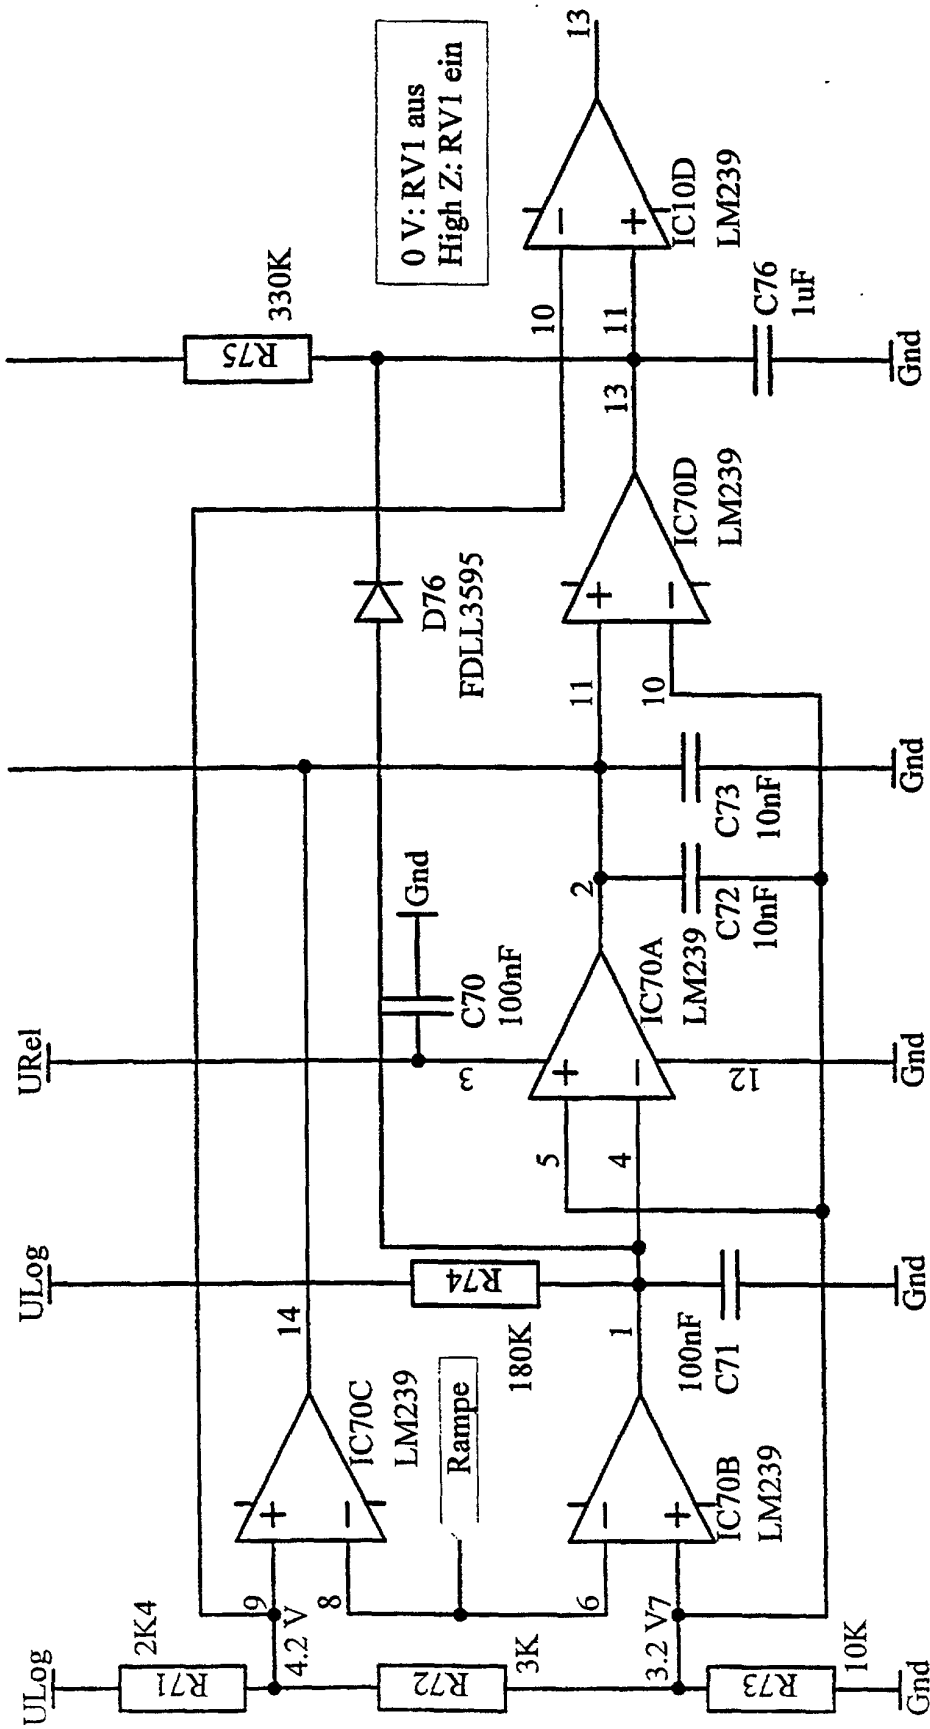 ULog
2K4
R71
9
4.2 V
8
R72
3K
6
3.2 V
7
R73
10K
Gnd
IC70C
LM239
14
Rampe
IC70B
LM239
ULog
R74
180K
1
100nF
C71
Gnd
5
4
URel
3
C70
100nF
Gnd
IC70A
LM239
12
Gnd
2
C72
10nF
C73
10nF
Gnd
D76
FDLL3595
11
10
IC70D
LM239
13
R75
330K
10
11
C76
1uF
Gnd
IC10D
LM239
13
0 V: RV1 aus
High Z: RV1 ein